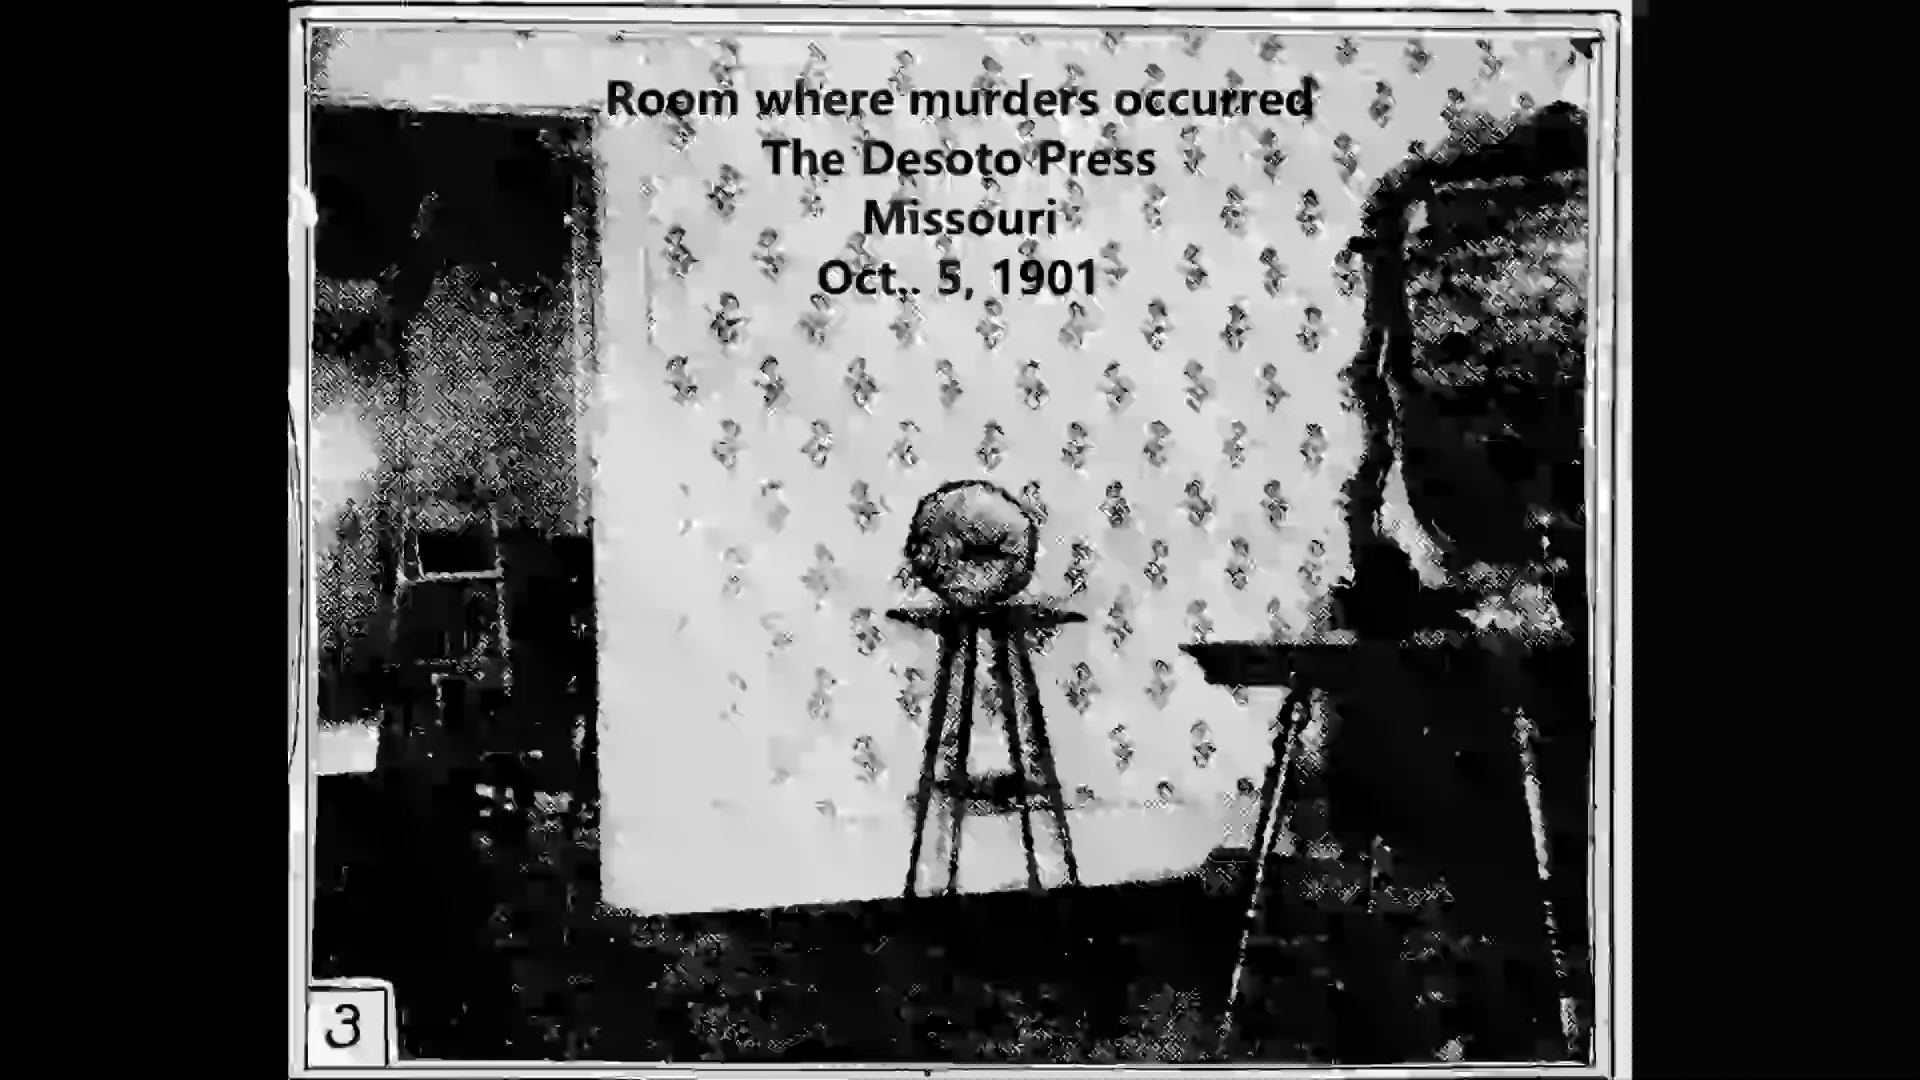 Room where murders occurred
The Desoto Press
Missouri
Oct.. 5, 1901
3